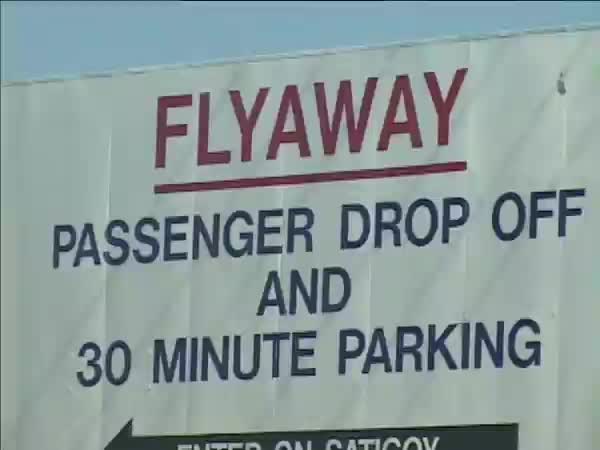 FLYAWAY
PASSENGER DROP OFF
AND
30 MINUTE PARKING
ENTER ON SATICOY